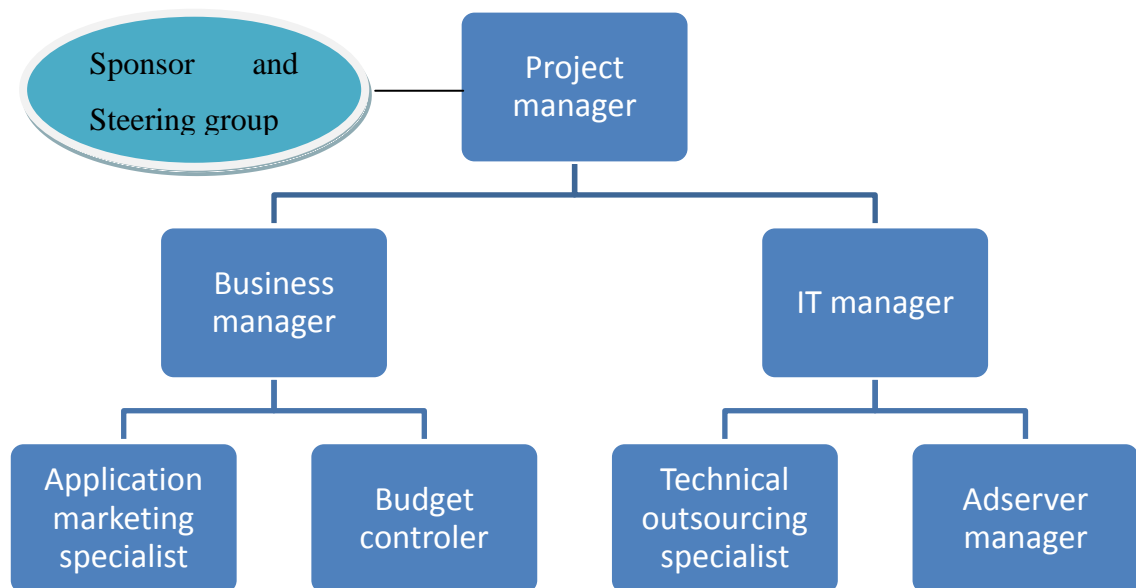 Sponsor and
Steering group
Project
manager
Business
manager
IT manager
Application
marketing
specialist
Budget
controler
Technical
outsourcing
specialist
Adserver
manager